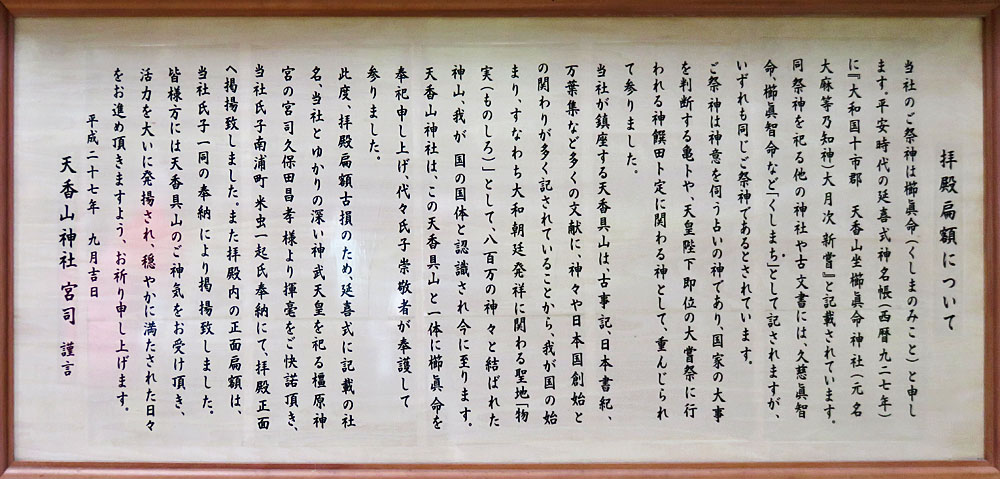 拝殿扁額について
当社のご祭神は櫛眞命(くしまのみこと)と申し
ます。平安時代の延喜式神名帳(西暦九二七年)
に『大和国十市郡 天香山坐櫛眞命神社(元名
大麻等乃知神)大月次 新嘗』と記載されています。
同祭神を祀る他の神社や古文書には、久慈眞智
命、櫛眞智命など「くしまち」として記されますが、
いずれも同じご祭神であるとされています。
ご祭神は神意を伺う占いの神であり、国家の大事
を判断する亀卜や、天皇陛下即位の大嘗祭に行
われる神饌田卜定に関わる神として、重んじられ
て参りました。
当社が鎮座する天香具山は、古事記、日本書紀、
万葉集など多くの文献に、神々や日本国創始と
の関わりが多く記されていることから、我が国の始
まり、すなわち大和朝廷発祥に関わる聖地「物
実(ものしろ)」として、八百万の神々と結ばれた
神山、我が国の国体と認識され今に至ります。
天香山神社は、この天香具山と一体に櫛眞命を
奉祀申し上げ、代々氏子崇敬者が奉護して
参りました。
此度、拝殿扁額古損のため、延喜式に記載の社
名、当社とゆかりの深い神武天皇を祀る橿原神
宮の宮司久保田昌孝様より揮毫をご快諾頂き、
当社氏子南浦町 米虫一起氏奉納にて、拝殿正面
へ掲揚致しました。また拝殿内の正面扁額は、
当社氏子一同の奉納により掲揚致しました。
皆様方には天香具山のご神気をお受け頂き、
活力を大いに発揚され、穏やかに満たされた日々
をお進め頂きますよう、お祈り申し上げます。
平成二十七年 九月吉日
天香山神社 宮司 謹言